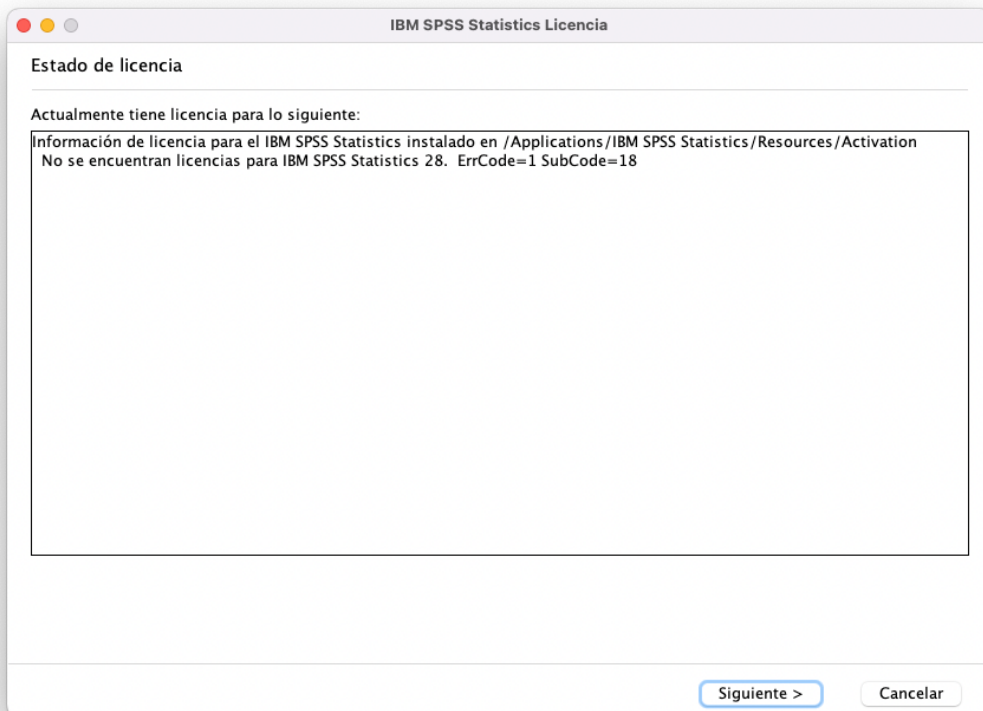 IBM SPSS Statistics Licencia
Estado de licencia
Actualmente tiene licencia para lo siguiente:
Información de licencia para el IBM SPSS Statistics instalado en /Applications/IBM SPSS Statistics/Resources/Activation
No se encuentran licencias para IBM SPSS Statistics 28.  ErrCode=1 SubCode=18
Siguiente >
Cancelar